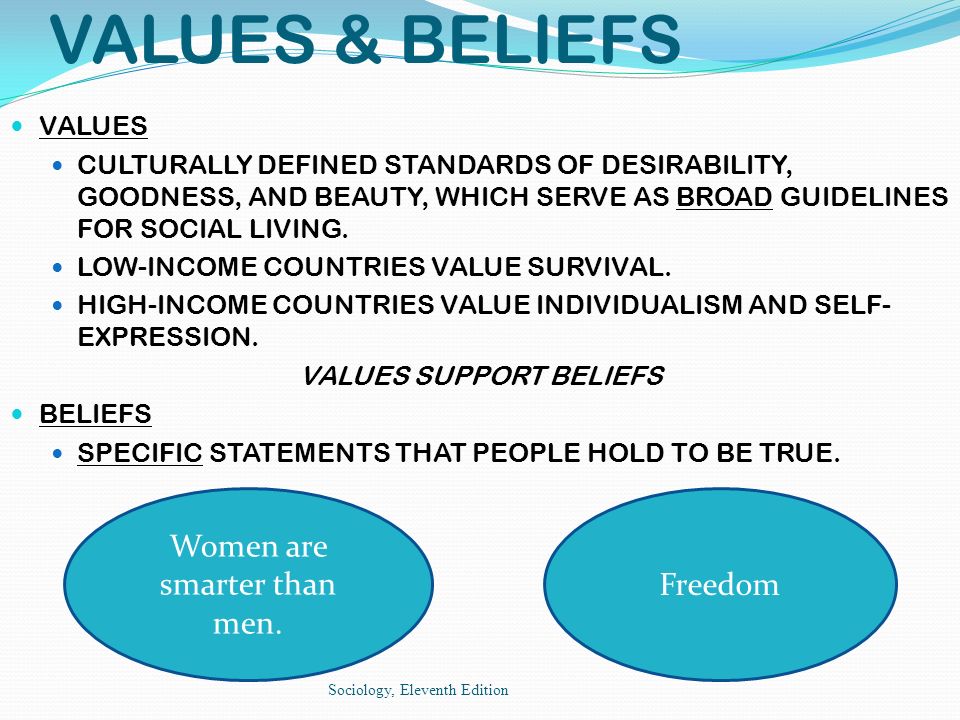 VALUES & BELIEFS
VALUES
CULTURALLY DEFINED STANDARDS OF DESIRABILITY,
GOODNESS, AND BEAUTY, WHICH SERVE AS BROAD GUIDELINES
FOR SOCIAL LIVING.
LOW-INCOME COUNTRIES VALUE SURVIVAL.
HIGH-INCOME COUNTRIES VALUE INDIVIDUALISM AND SELF-
EXPRESSION.
VALUES SUPPORT BELIEFS
BELIEFS
SPECIFIC STATEMENTS THAT PEOPLE HOLD TO BE TRUE.
Women are
smarter than
men.
Freedom
Sociology, Eleventh Edition